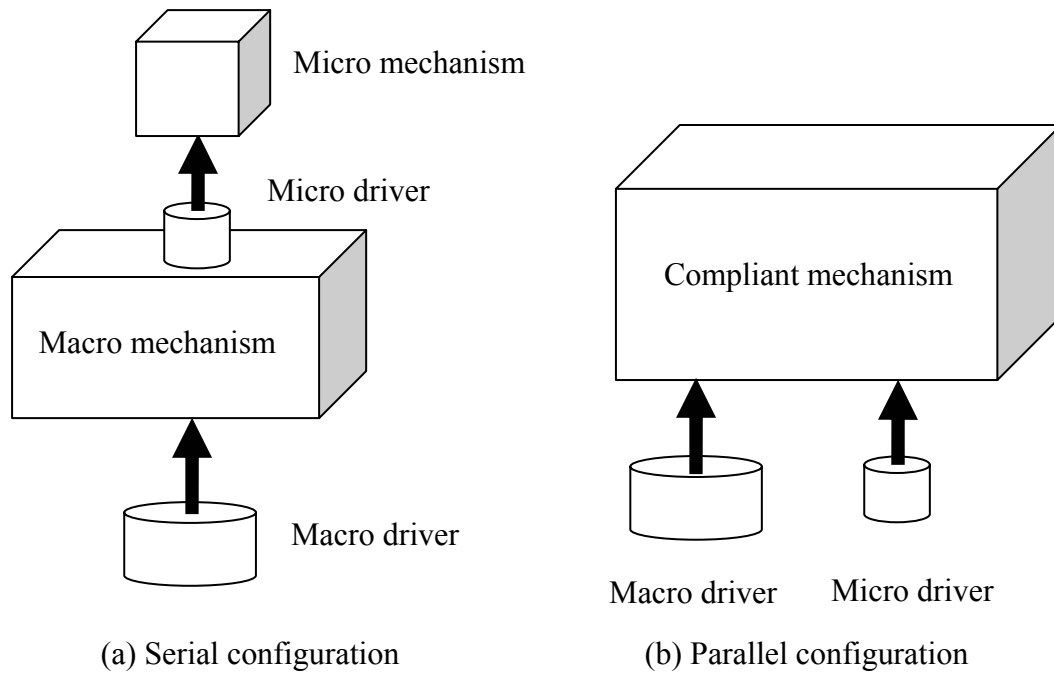 Micro mechanism
Micro driver
Macro mechanism
Macro driver
(a) Serial configuration
Compliant mechanism
Macro driver
Micro driver
(b) Parallel configuration